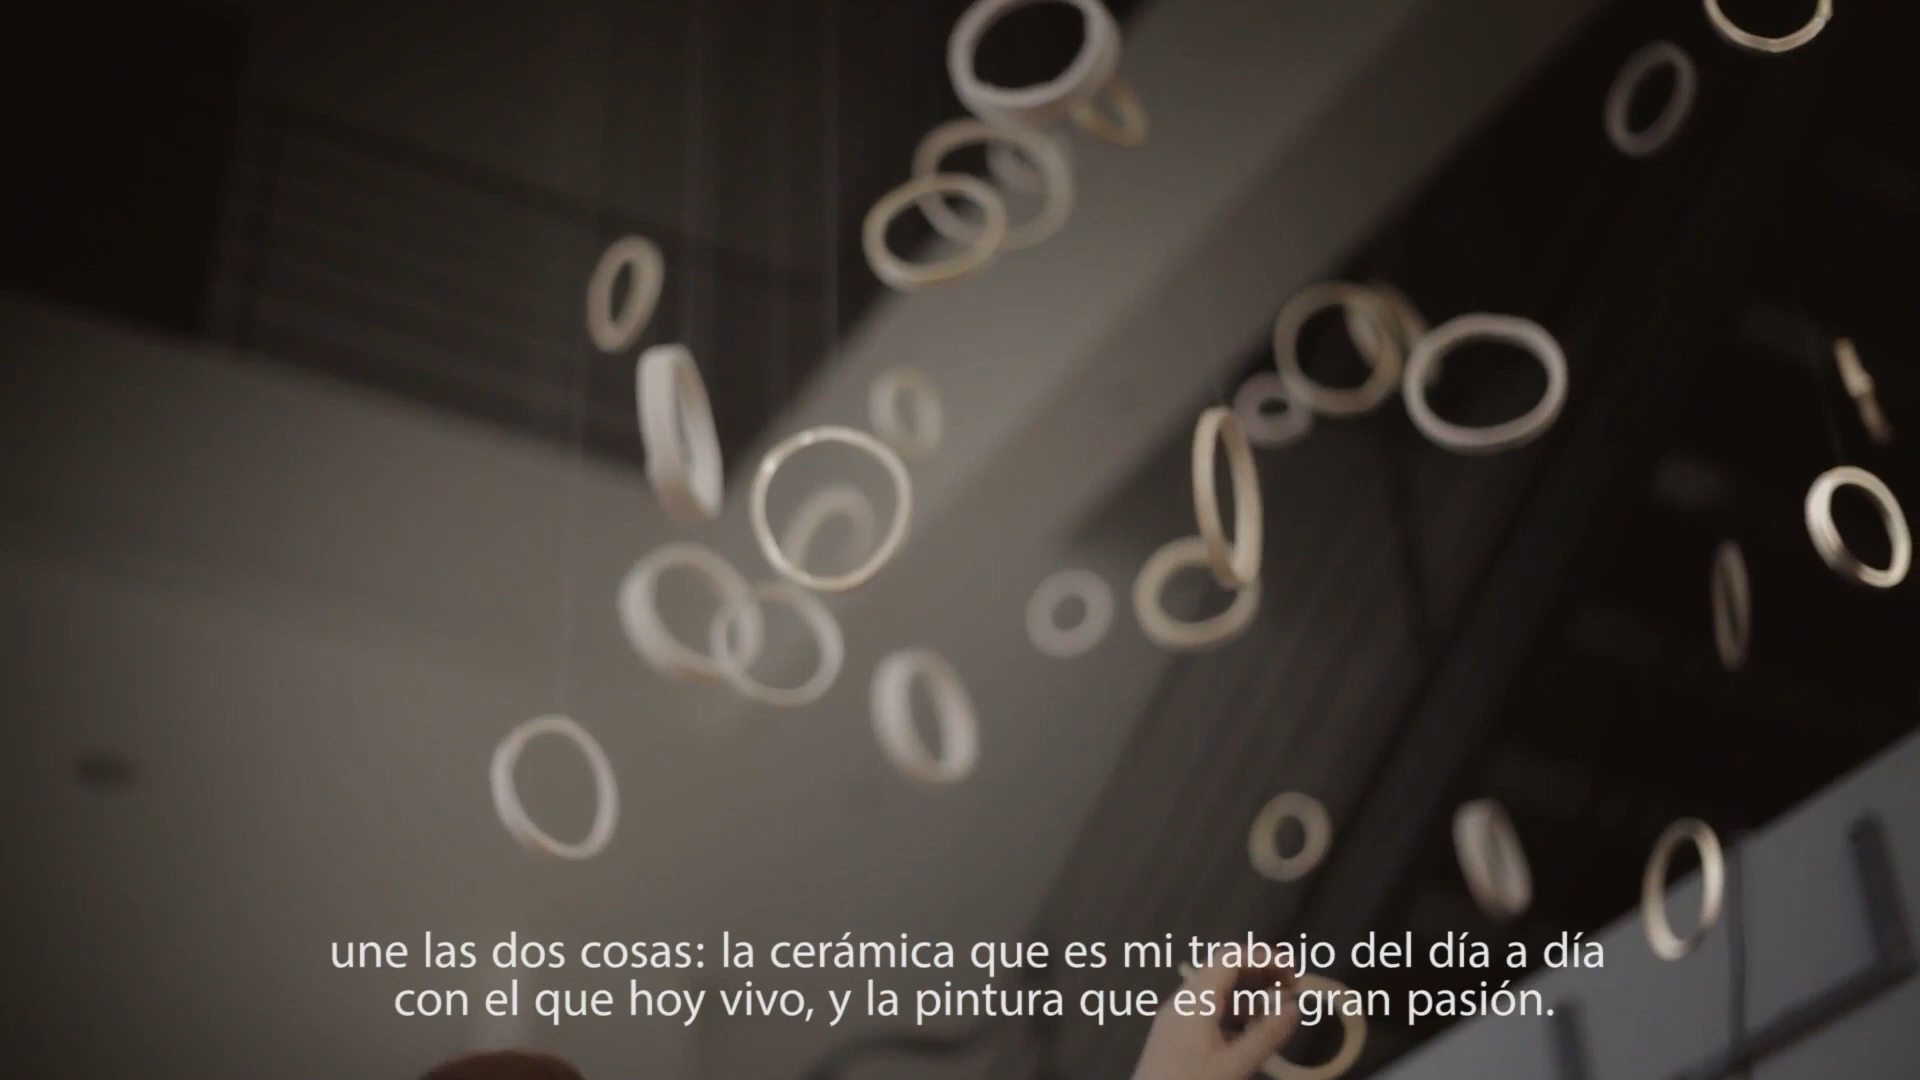 une las dos cosas: la cerámica que es mi trabajo del día a día
con el que hoy vivo, y la pintura que es mi gran pasión.